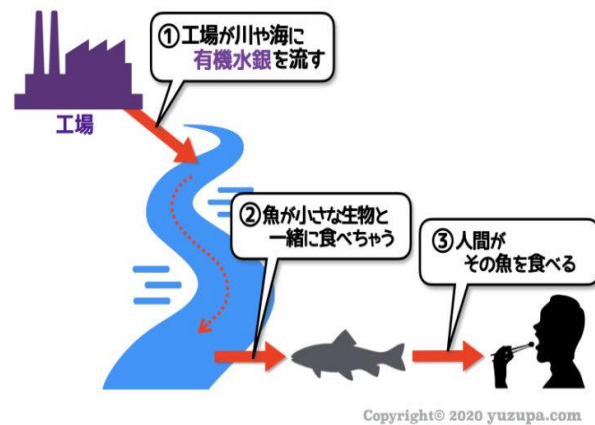 ①工場が川や海に
有機水銀を流す
工場
②魚が小さな生物と
一緒に食べちゃう
③人間が
その魚を食べる
Copyright© 2020 yuzupa.com